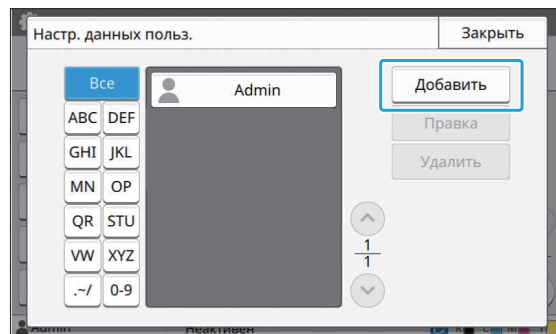 Настр. данных польз.
Закрыть
Все
ABC DEF
GHI JKL
MN OP
QR STU
VW XYZ
.~/ 0-9
Admin
Добавить
Правка
Удалить
1
1
Admin
Неактивен